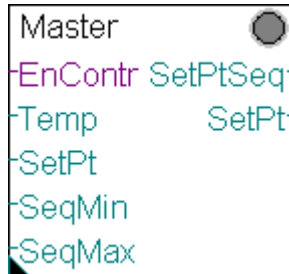 Master
EnContr SetPtSeq
Temp SetPt
SetPt
SeqMin
SeqMax